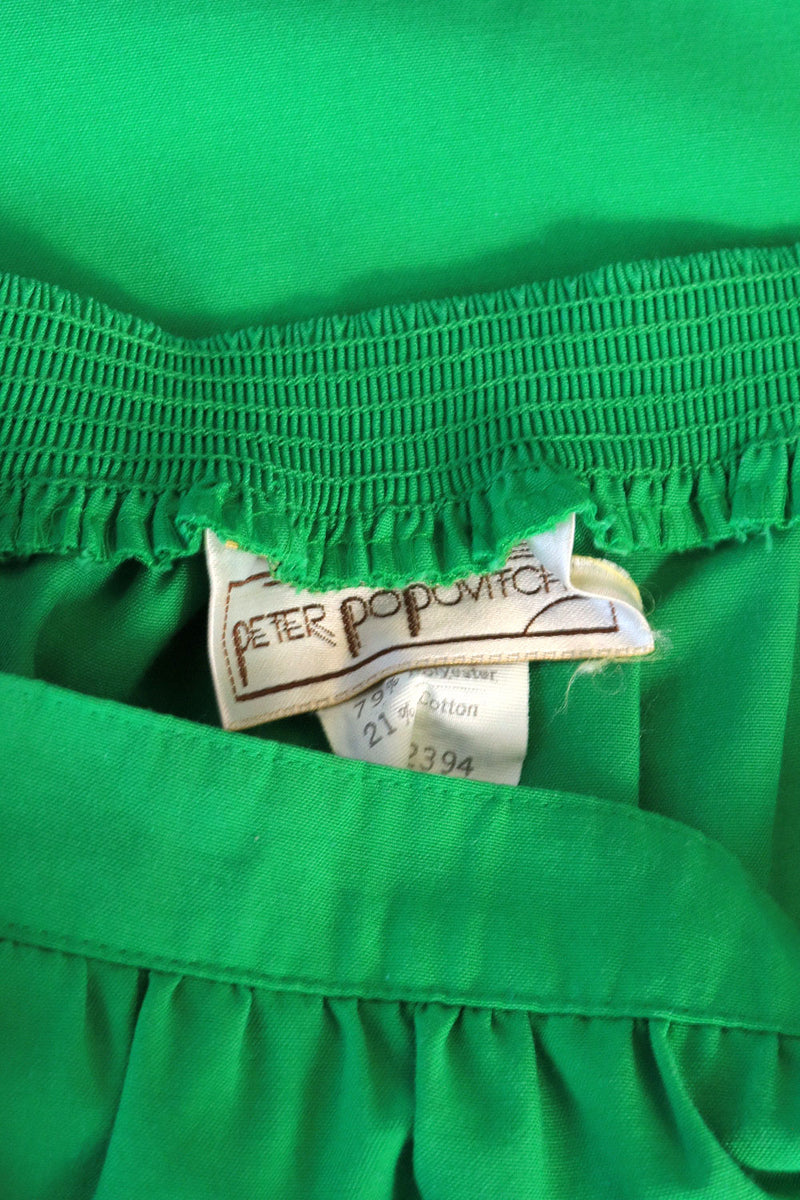 PETER POPOVITCH
79% Polyester
21% Cotton
2394